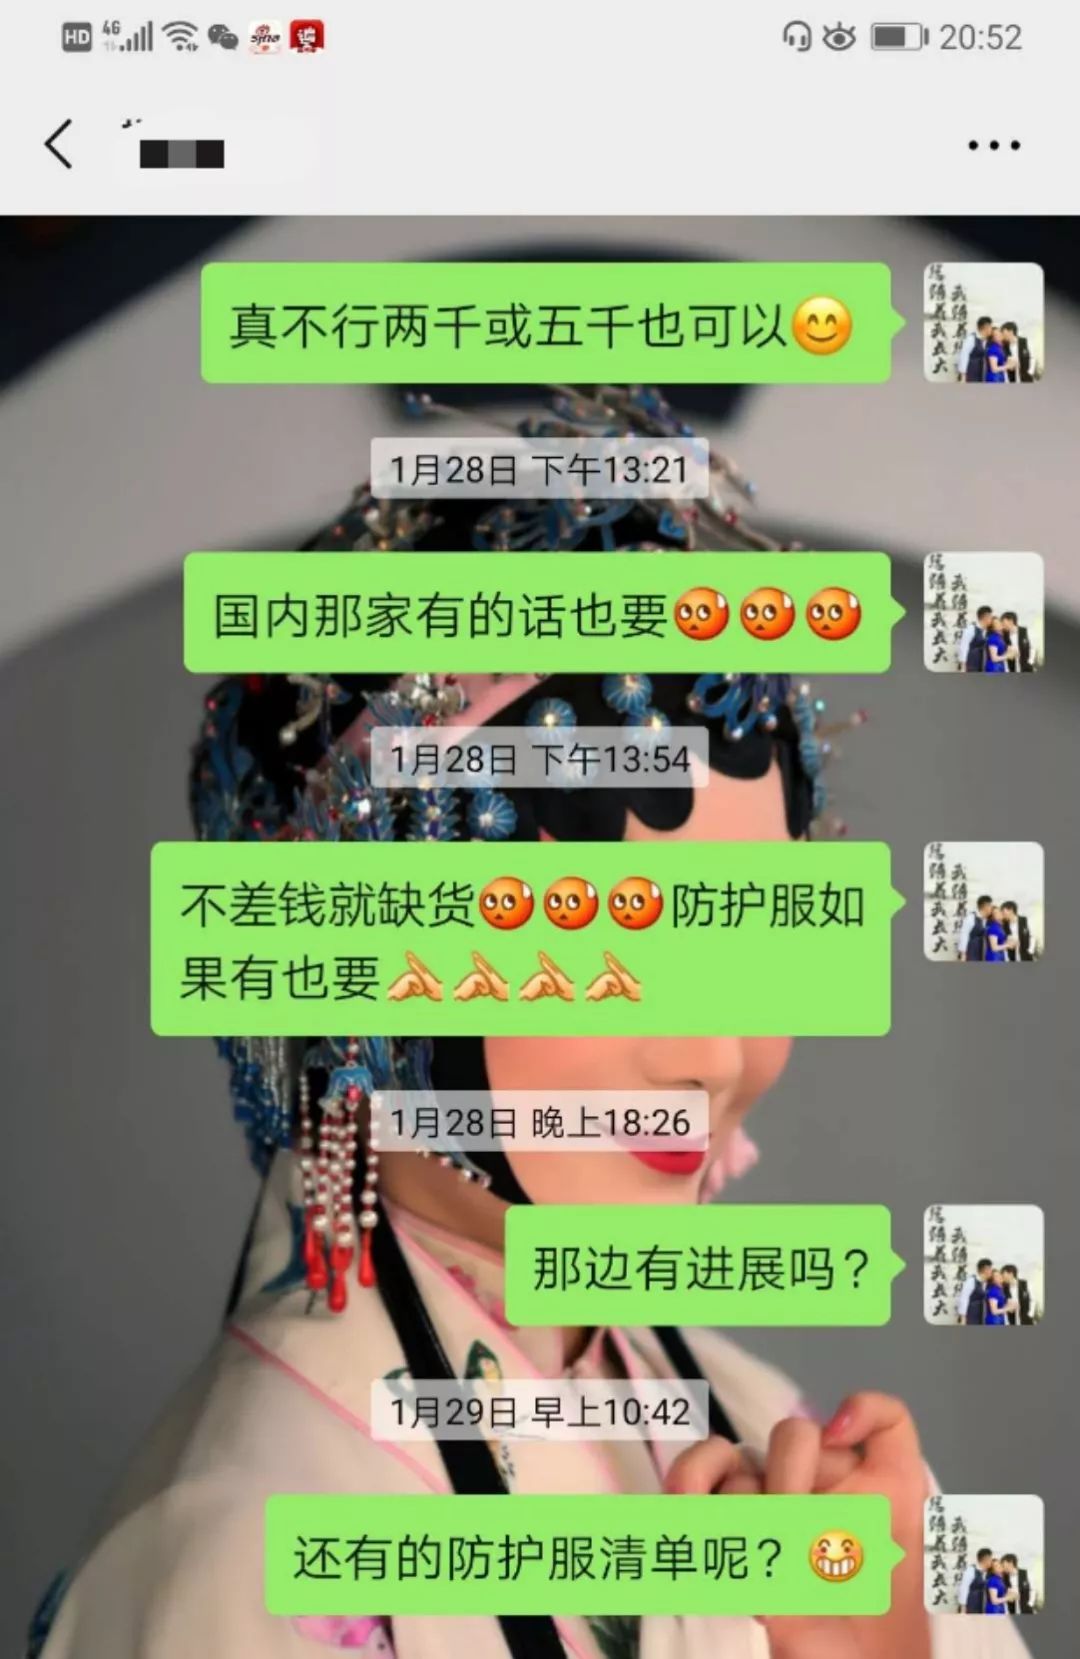 HD 4G 20:52
真不行两千或五千也可以😊
1月28日 下午13:21
国内那家有的话也要
1月28日 下午13:54
不差钱就缺货防护服如
果有也要
1月28日 晚上18:26
那边有进展吗？
1月29日 早上10:42
还有的防护服清单呢？😁